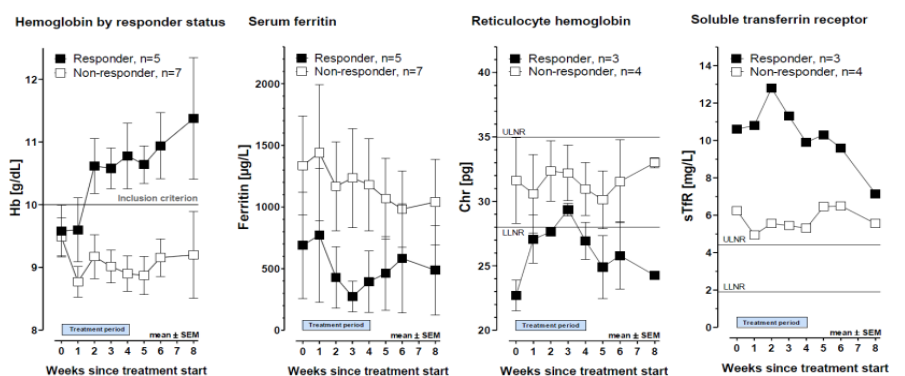 Hemoglobin by responder status
Serum ferritin
Reticulocyte hemoglobin
Soluble transferrin receptor
Responder, n=5
Non-responder, n=7
12
11
10
9
8
Hb [g/dL]
Inclusion criterion
Treatment period
mean ± SEM
0 1 2 3 4 5 6 7 8
Weeks since treatment start
Responder, n=5
Non-responder, n=7
2000
1500
1000
500
0
Ferritin [µg/L]
Treatment period
mean ± SEM
0 1 2 3 4 5 6 7 8
Weeks since treatment start
Responder, n=3
Non-responder, n=4
40
35
30
25
20
Chr [pg]
ULNR
LLNR
Treatment period
mean ± SEM
0 1 2 3 4 5 6 7 8
Weeks since treatment start
Responder, n=3
Non-responder, n=4
14
12
10
8
6
4
2
0
sTfR [mg/L]
ULNR
LLNR
Treatment period
mean ± SEM
0 1 2 3 4 5 6 7 8
Weeks since treatment start